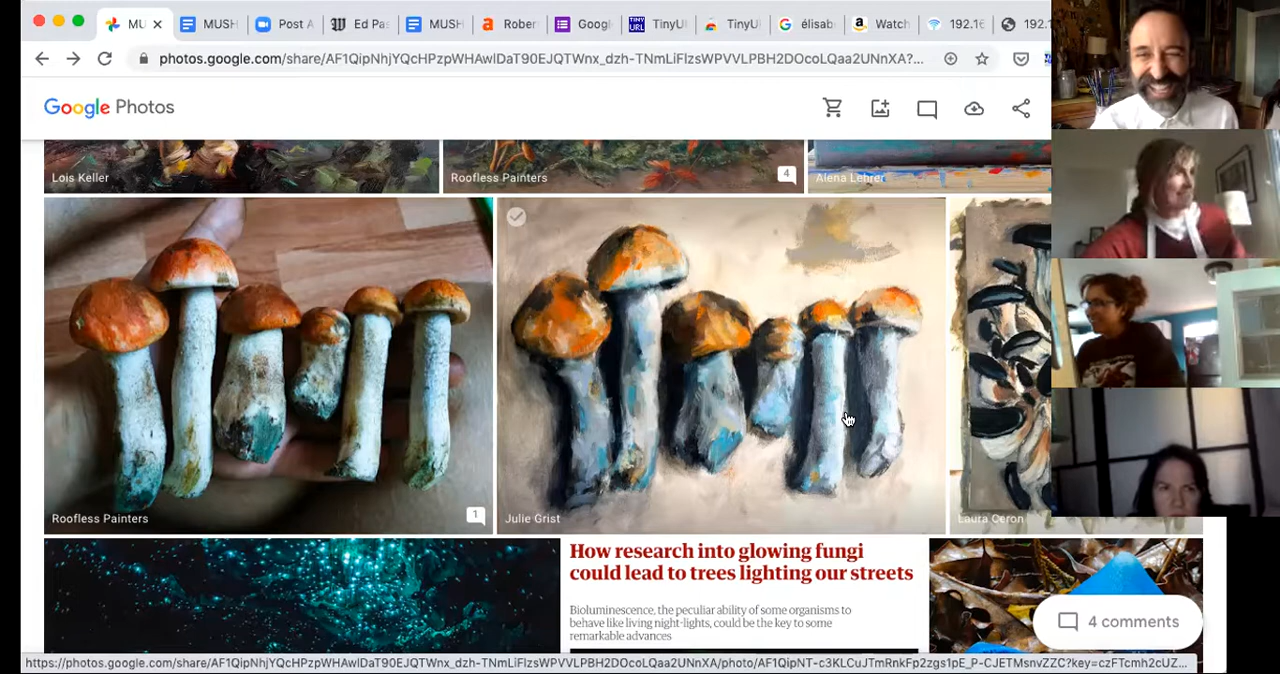 MU
MUSH
Post A
Ed Pa
MUSH
Rober
Googl
TinyU
TinyU
élisab
Watch
192.16
192.1
photos.google.com/share/AF1QipNhjYQcHPzpWHAwlDaT90EJQTWnx_dzh-TNmLiFlzsWPVVLPBH2DOcoLQaa2UNnXA?...
Google Photos
Lois Keller
Roofless Painters
4
Alena Lehrer
Roofless Painters
1
Julie Grist
Laura Ceron
How research into glowing fungi
could lead to trees lighting our streets
Bioluminescence, the peculiar ability of some organisms to
behave like living night-lights, could be the key to some
remarkable advances
4 comments
https://photos.google.com/share/AF1QipNhjYQcHPzpWHAwlDaT90EJQTWnx_dzh-TNmLiFlzsWPVVLPBH2DOcoLQaa2UNnXA/photo/AF1QipNT-c3KLCuJTmRnkFp2zgs1pE_P-CJETMsnvZZC?key=czFTcmh2cUZ...